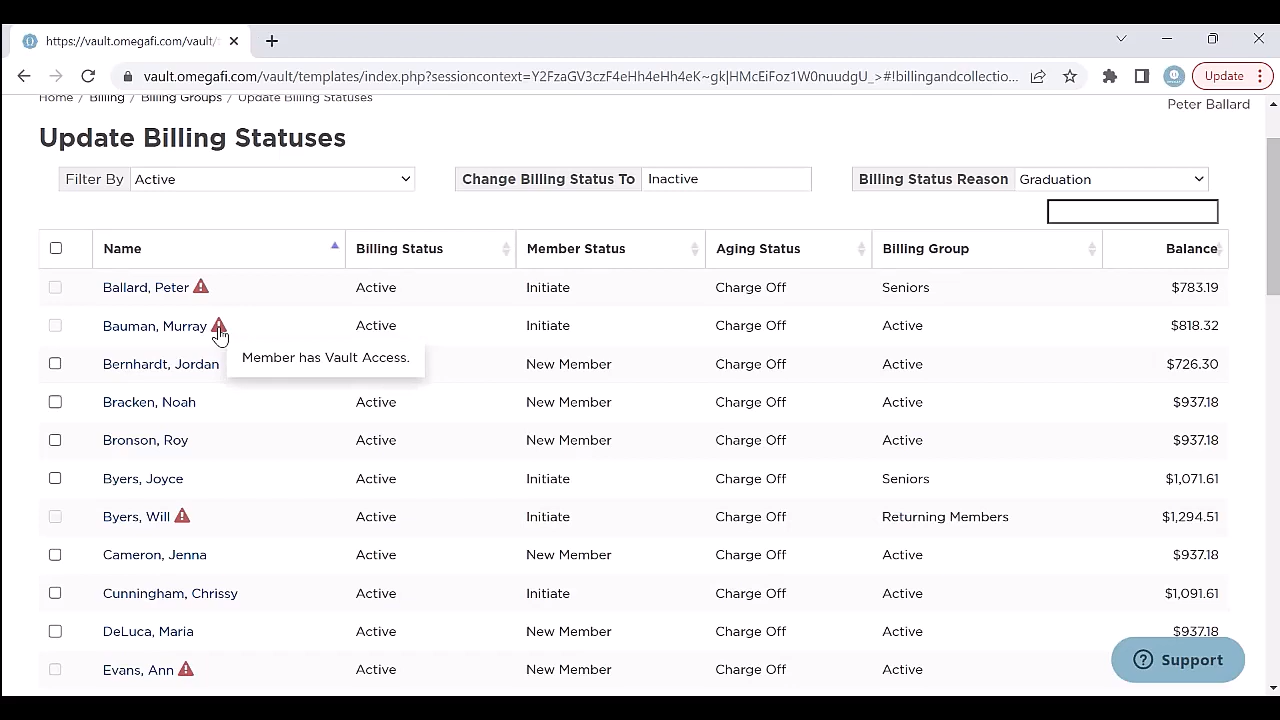 https://vault.omegafi.com/vault/
vault.omegafi.com/vault/templates/index.php?sessioncontext=Y2FzaGV3czF4eHh4eHh4eK~gk|HMcEiFoz1W0nuudgU_>#!billingandcollectio... Update
Home / Billing / Billing Groups / Update Billing Statuses
Peter Ballard
Update Billing Statuses
Filter By Active Change Billing Status To Inactive Billing Status Reason Graduation
Name Billing Status Member Status Aging Status Billing Group Balance
Ballard, Peter Active Initiate Charge Off Seniors $783.19
Bauman, Murray Active Initiate Charge Off Active $818.32
Member has Vault Access.
Bernhardt, Jordan New Member Charge Off Active $726.30
Bracken, Noah Active New Member Charge Off Active $937.18
Bronson, Roy Active New Member Charge Off Active $937.18
Byers, Joyce Active Initiate Charge Off Seniors $1,071.61
Byers, Will Active Initiate Charge Off Returning Members $1,294.51
Cameron, Jenna Active New Member Charge Off Active $937.18
Cunningham, Chrissy Active Initiate Charge Off Active $1,091.61
DeLuca, Maria Active New Member Charge Off Active $937.18
Evans, Ann Active New Member Charge Off Active
Support